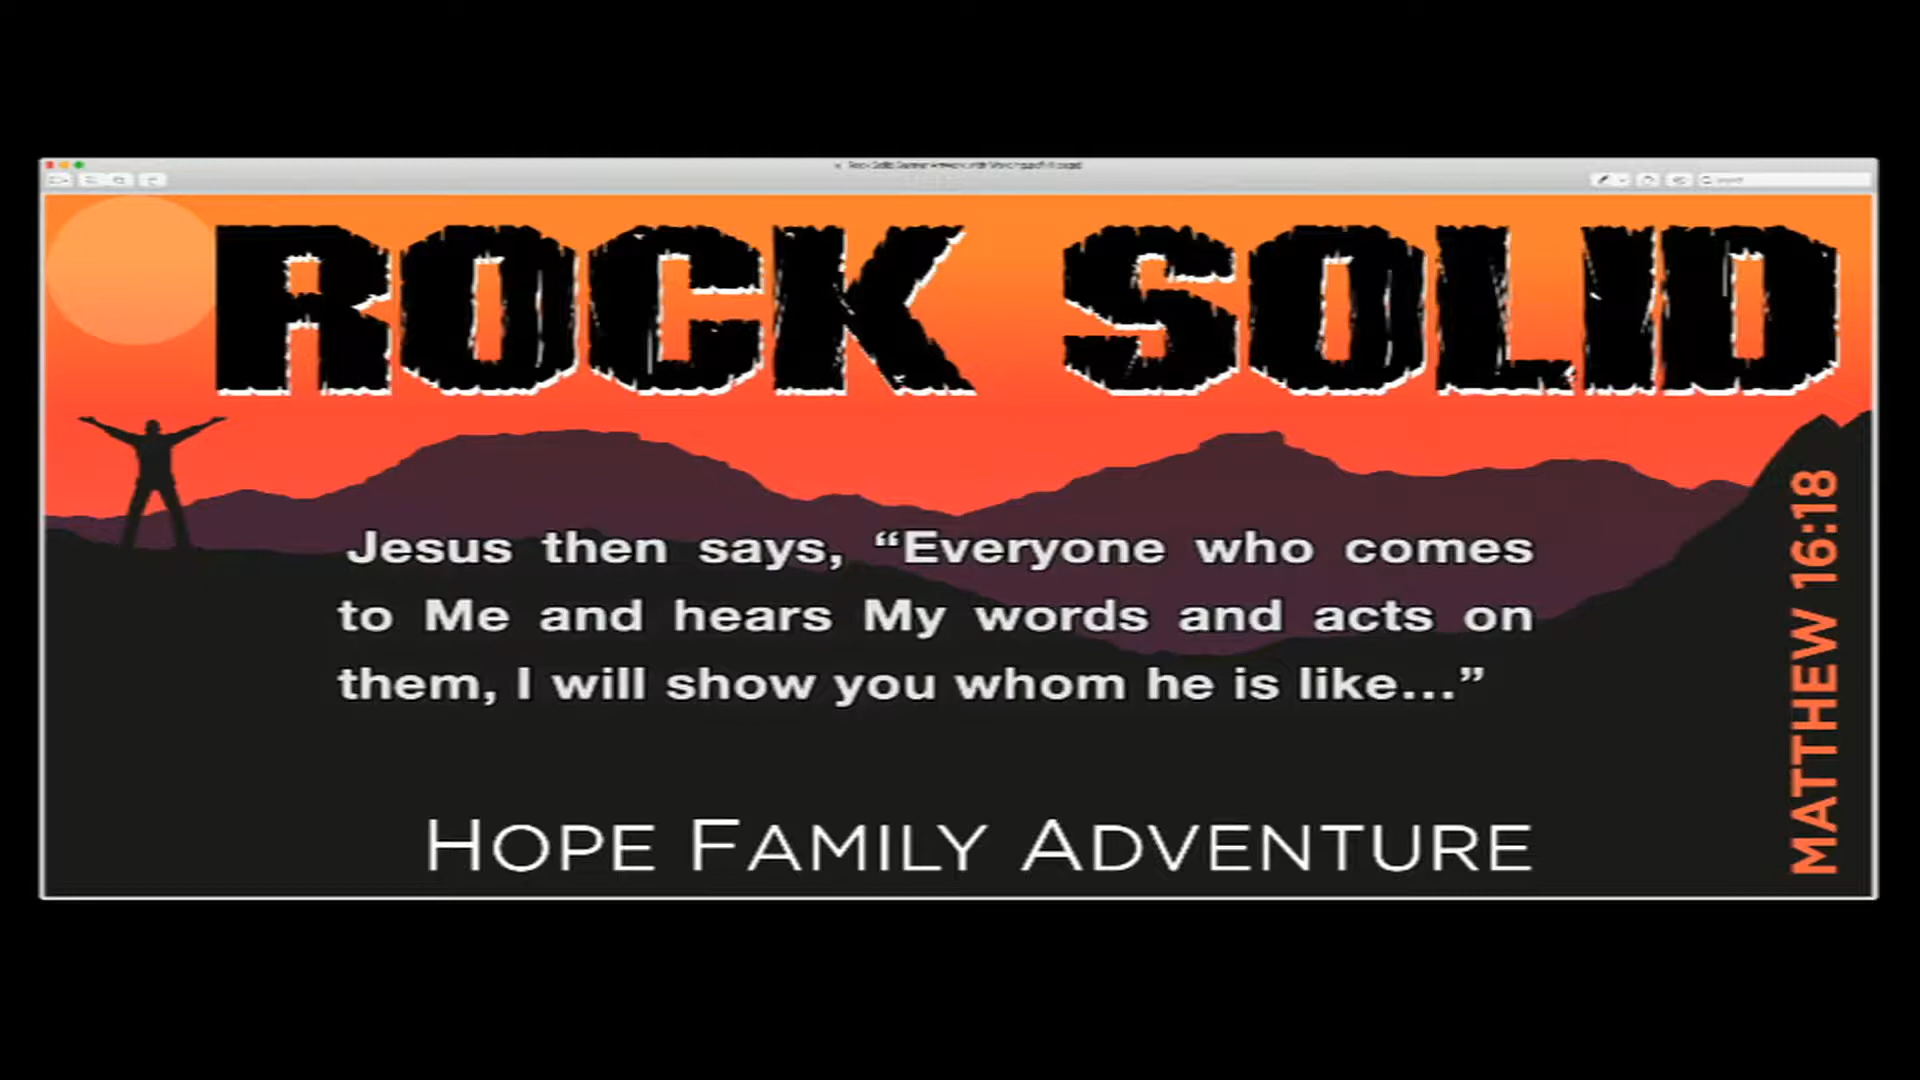 ROCK SOLID
Jesus then says, “Everyone who comes
to Me and hears My words and acts on
them, I will show you whom he is like...”
HOPE FAMILY ADVENTURE
MATTHEW 16:18